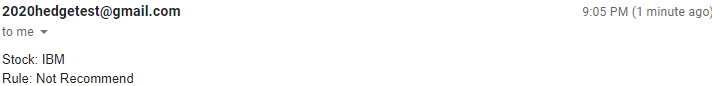 2020hedgetest@gmail.com 9:05 PM (1 minute ago)
to me
Stock: IBM
Rule: Not Recommend